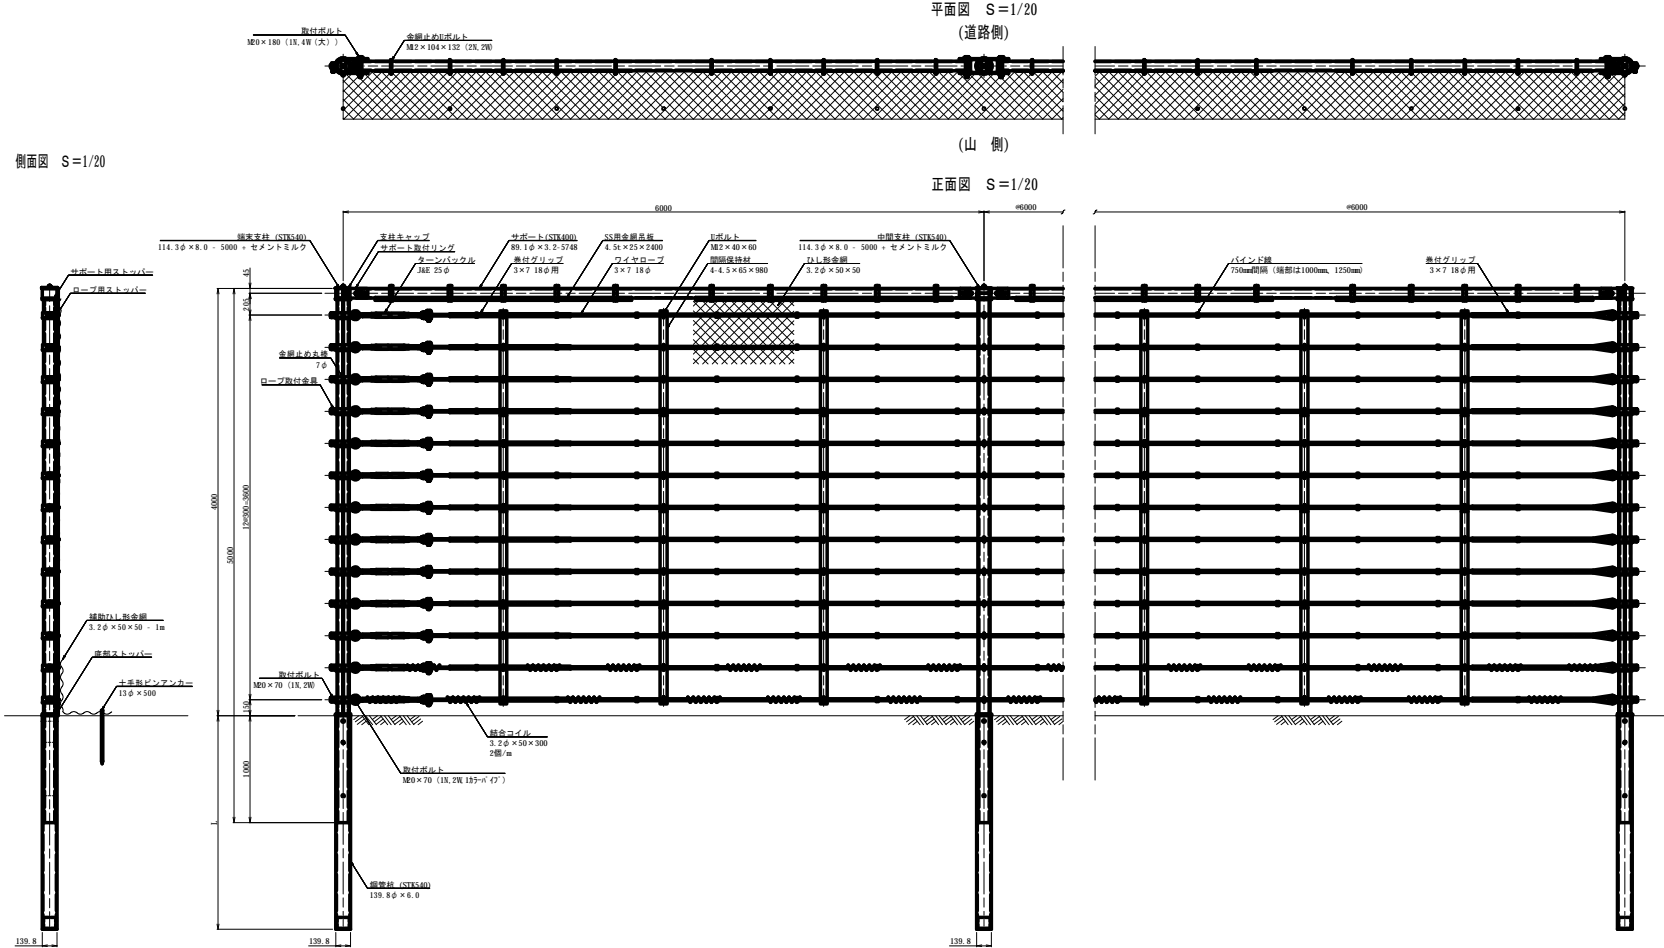 平面図 S=1/20
(道路側)
取付ボルト
M20×180 (1N,4W(大))
金網止めUボルト
M12×104×132 (2N,2W)
(山 側)
側面図 S=1/20
正面図 S=1/20
6000
@6000
@6000
端末支柱 (STK540)
114.3φ×8.0 - 5000 + セメントミルク
支柱キャップ
サポート取付リング
ターンバックル
J&E 25φ
サポート(STK400)
89.1φ×3.2-5748
巻付グリップ
3×7 18φ用
SS用金網吊板
4.5t×25×2400
ワイヤロープ
3×7 18φ
Uボルト
M12×40×60
間隔保持材
4-4.5×65×980
ひし形金網
3.2φ×50×50
中間支柱 (STK540)
114.3φ×8.0 - 5000 + セメントミルク
バインド線
750mm間隔 (端部は1000mm, 1250mm)
巻付グリップ
3×7 18φ用
サポート用ストッパー
ロープ用ストッパー
45
205
金網止め丸棒
7φ
ロープ取付金具
4000
5000
12@300=3600
補助ひし形金網
3.2φ×50×50 - 1m
底部ストッパー
十手形ピンアンカー
13φ×500
取付ボルト
M20×70 (1N,2W)
150
結合コイル
3.2φ×50×300
2個/m
1000
取付ボルト
M20×70 (1N,2W,1カラーパイプ)
L
鋼管杭 (STK540)
139.8φ×6.0
139.8
139.8
139.8